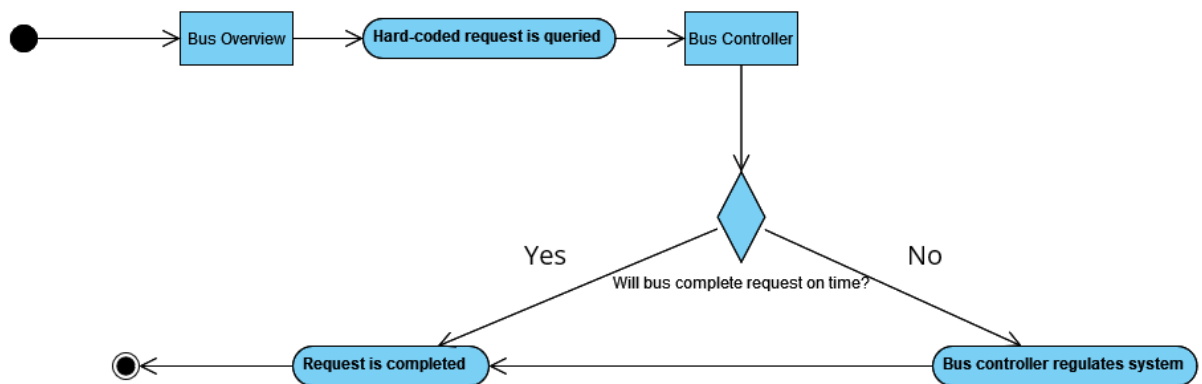 Bus Overview
Hard-coded request is queried
Bus Controller
Yes
No
Will bus complete request on time?
Request is completed
Bus controller regulates system